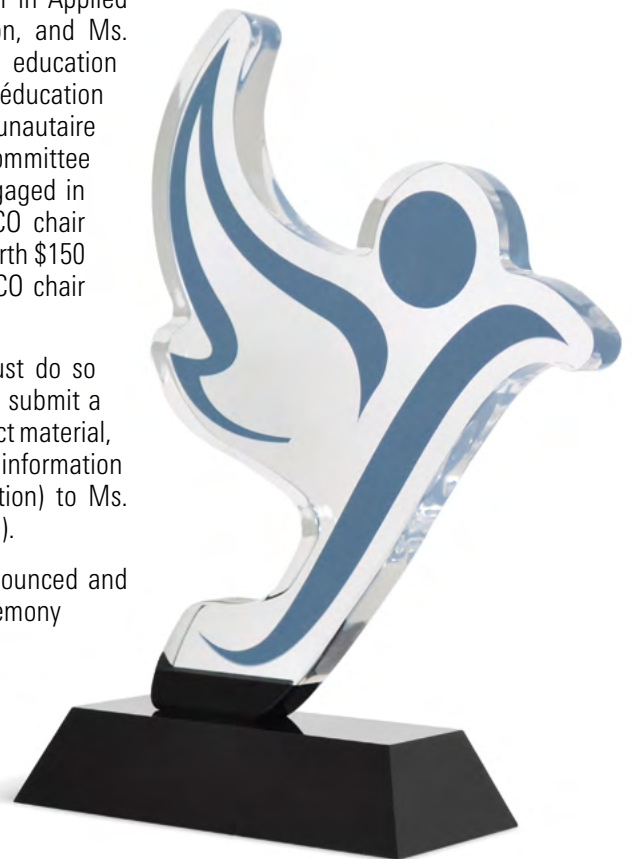 in Applied
on, and Ms.
education
éducation
unautaire
ommittee
gaged in
CO chair
rth $150
CO chair
ust do so
submit a
ct material,
information
tion) to Ms.
).
ounced and
emony